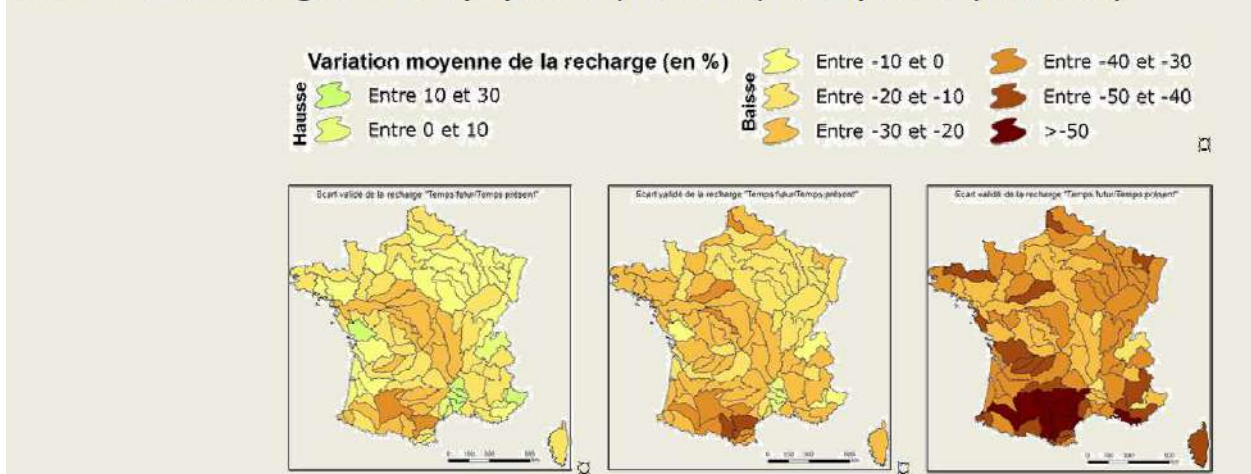 Variation moyenne de la recharge (en %)
Hausse
Entre 10 et 30
Entre 0 et 10
Baisse
Entre -10 et 0
Entre -20 et -10
Entre -30 et -20
Entre -40 et -30
Entre -50 et -40
>-50
Ecart validé de la recharge "Temps futur/Temps présent"
Ecart validé de la recharge "Temps futur/Temps présent"
Ecart validé de la recharge "Temps futur/Temps présent"